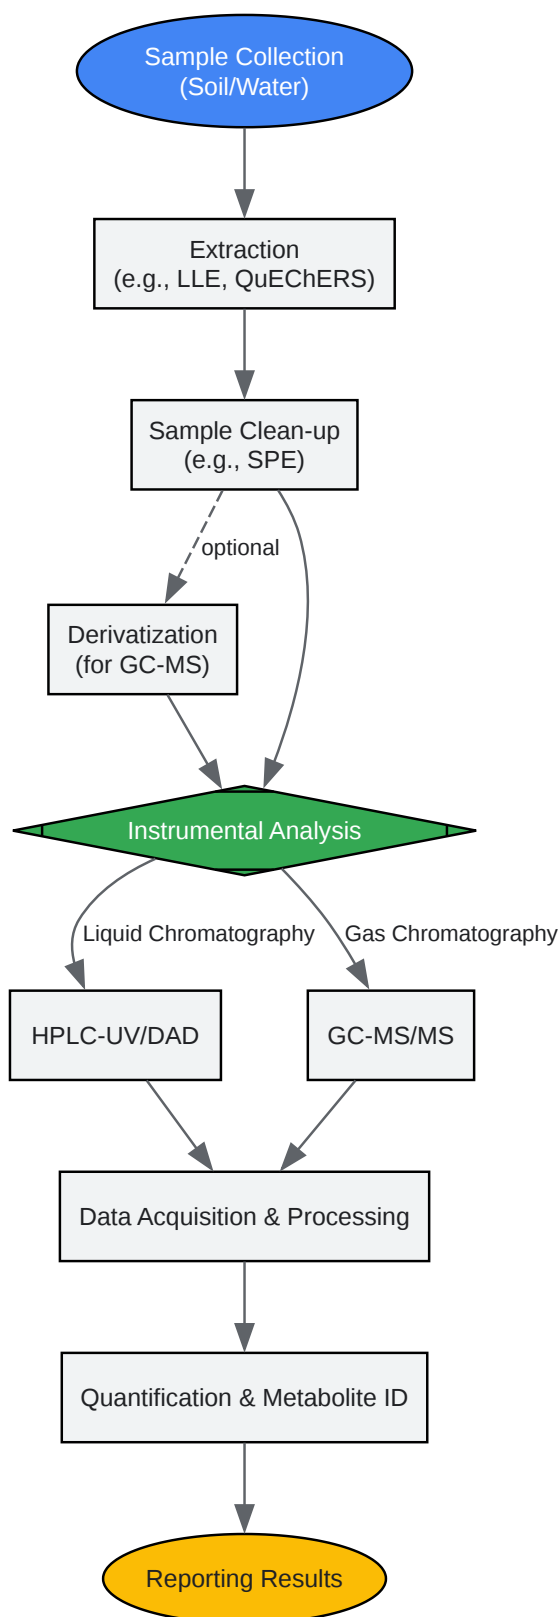 Sample Collection
(Soil/Water)
Extraction
(e.g., LLE, QuEChERS)
Sample Clean-up
(e.g., SPE)
optional
Derivatization
(for GC-MS)
Instrumental Analysis
Liquid Chromatography
Gas Chromatography
HPLC-UV/DAD
GC-MS/MS
Data Acquisition & Processing
Quantification & Metabolite ID
Reporting Results